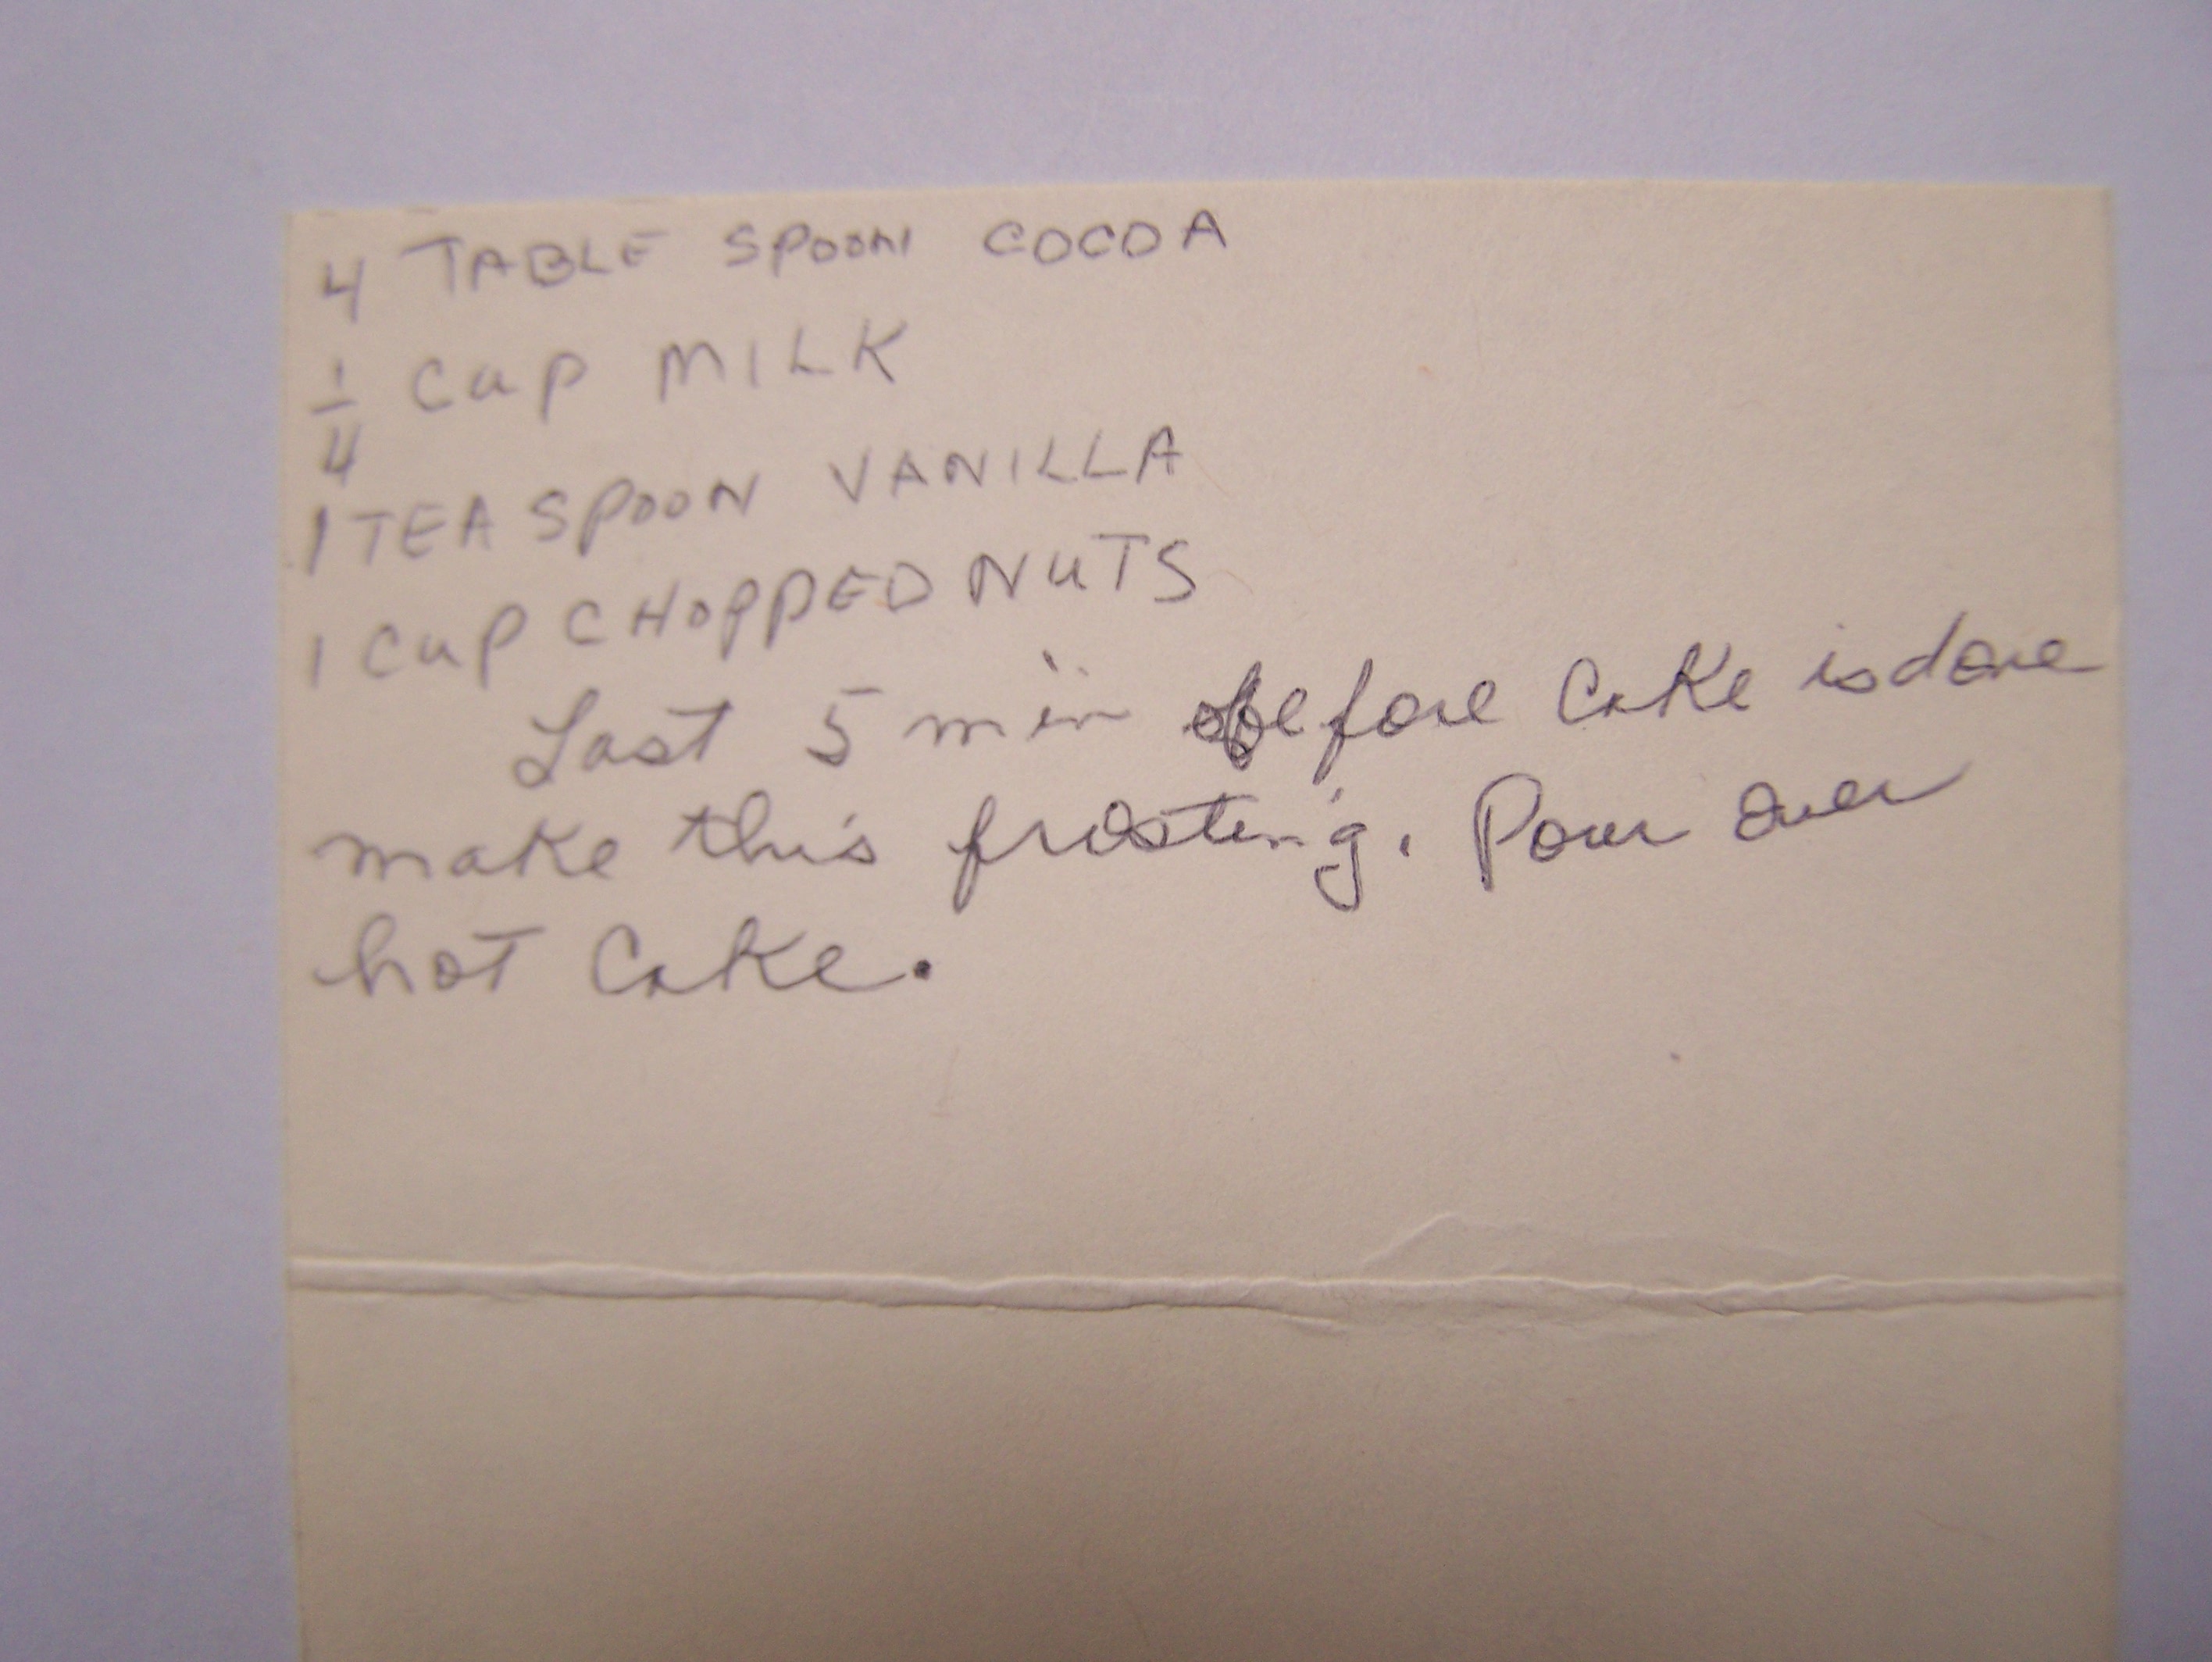 4 TABLE SPOON COCOA
1/4 CUP MILK
1 TEASPOON VANILLA
1 CUP CHOPPED NUTS
Last 5 min before Cake is done
make this frosting. Pour over
hot Cake.